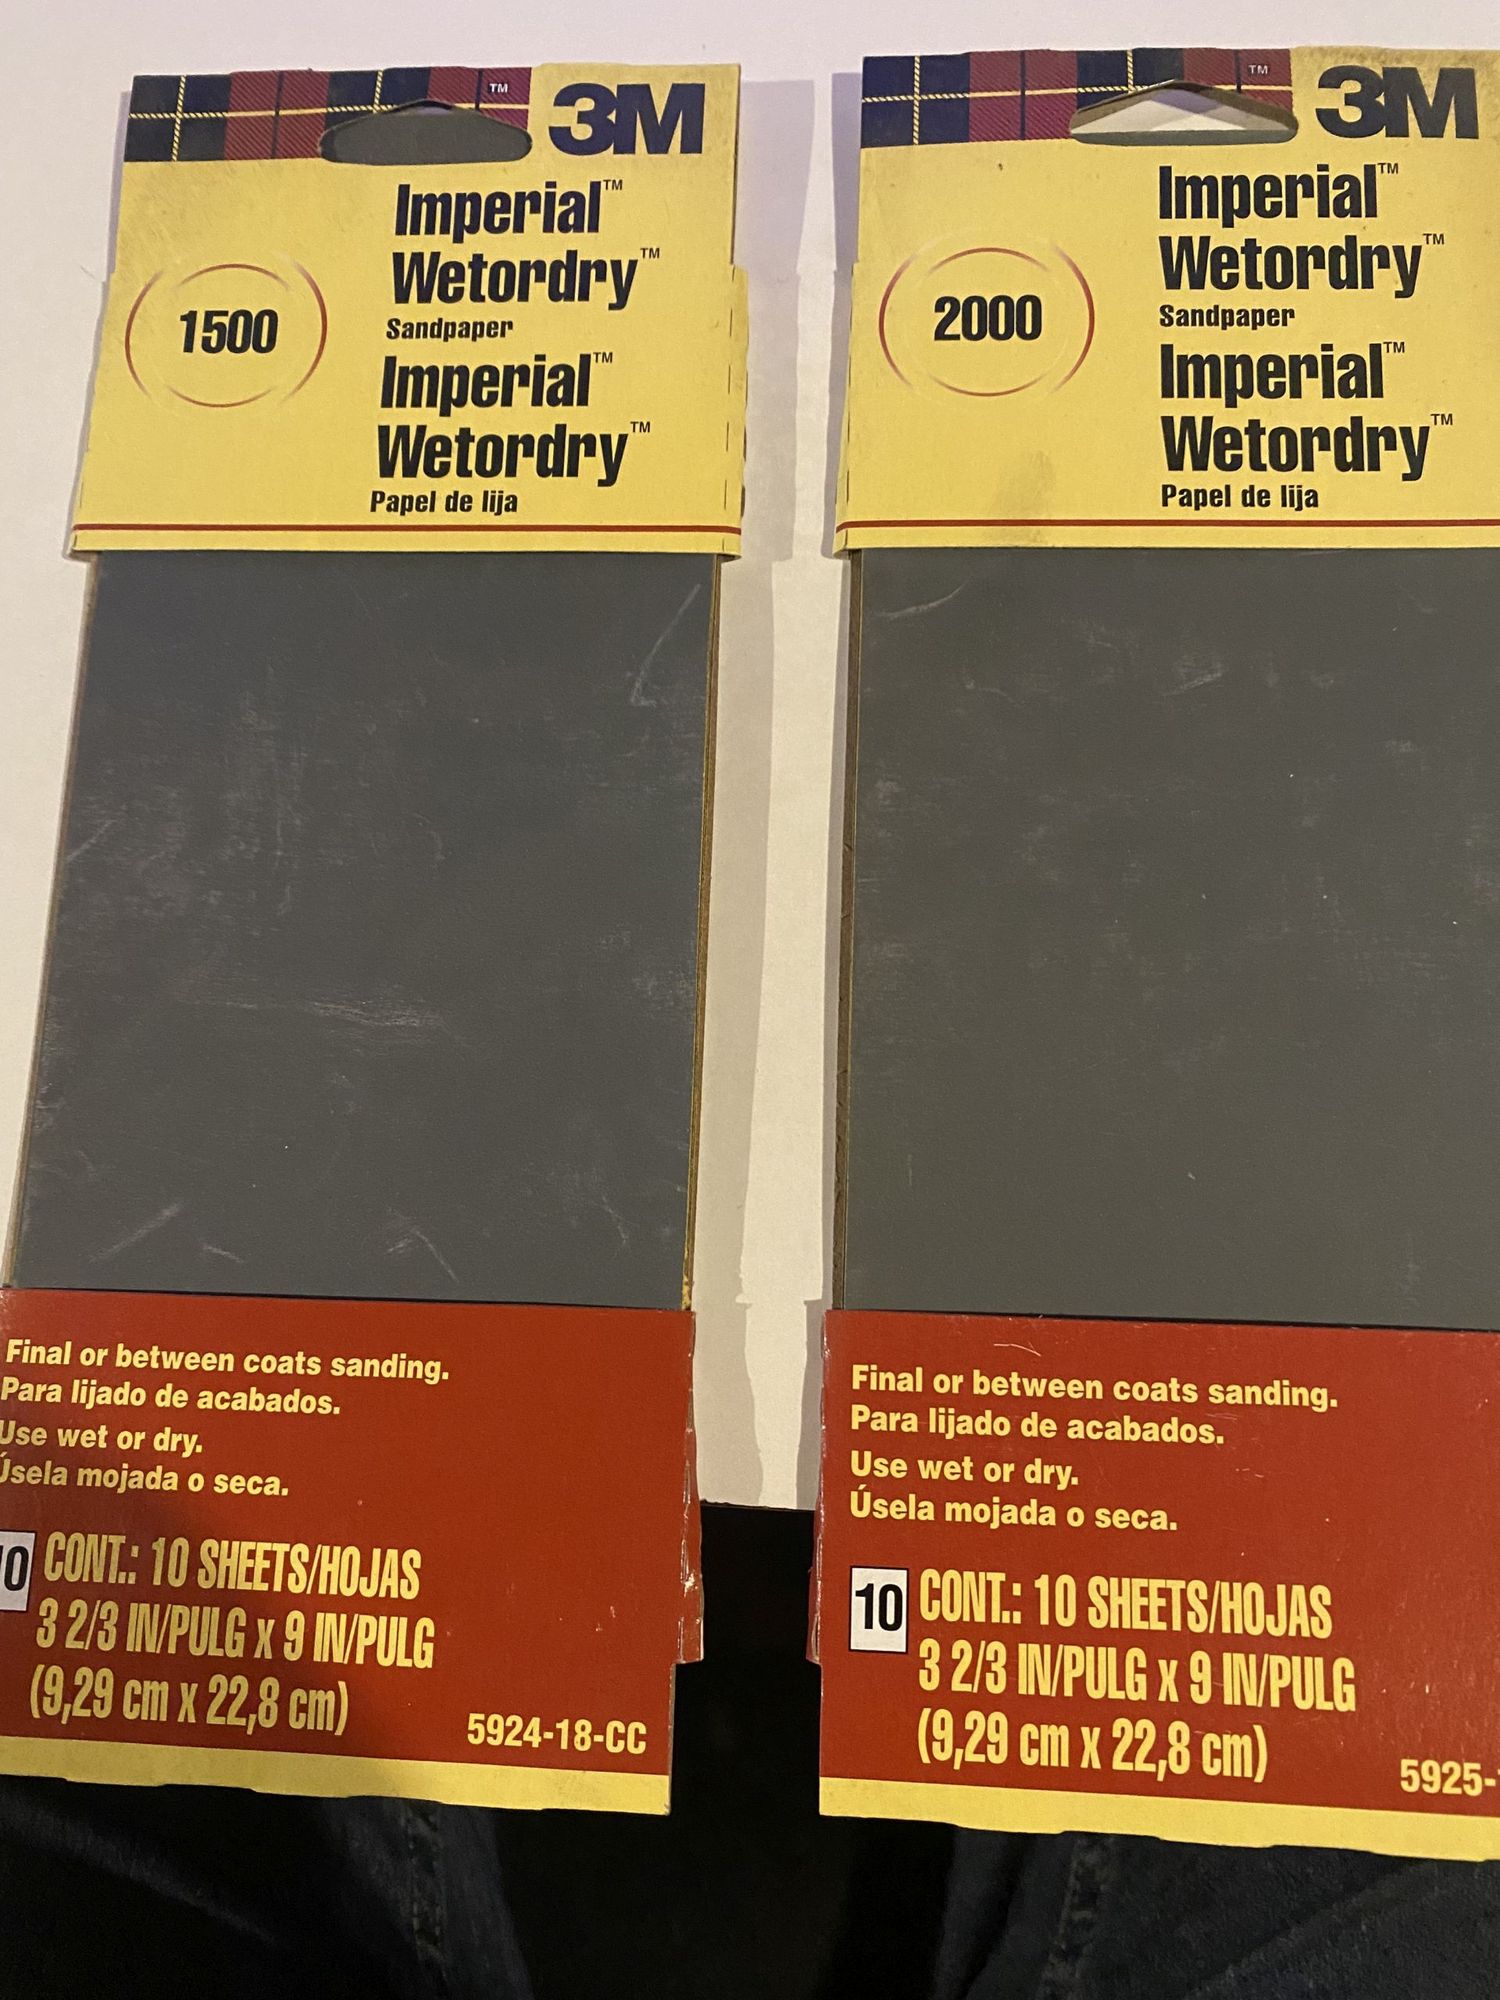 ™ 3M
Imperial™
Wetordry™
Sandpaper
1500
Imperial™
Wetordry™
Papel de lija
Final or between coats sanding.
Para lijado de acabados.
Use wet or dry.
Úsela mojada o seca.
10 CONT.: 10 SHEETS/HOJAS
3 2/3 IN/PULG x 9 IN/PULG
(9,29 cm x 22,8 cm)
5924-18-CC
™ 3M
Imperial™
Wetordry™
Sandpaper
2000
Imperial™
Wetordry™
Papel de lija
Final or between coats sanding.
Para lijado de acabados.
Use wet or dry.
Úsela mojada o seca.
10 CONT.: 10 SHEETS/HOJAS
3 2/3 IN/PULG x 9 IN/PULG
(9,29 cm x 22,8 cm)
5925-